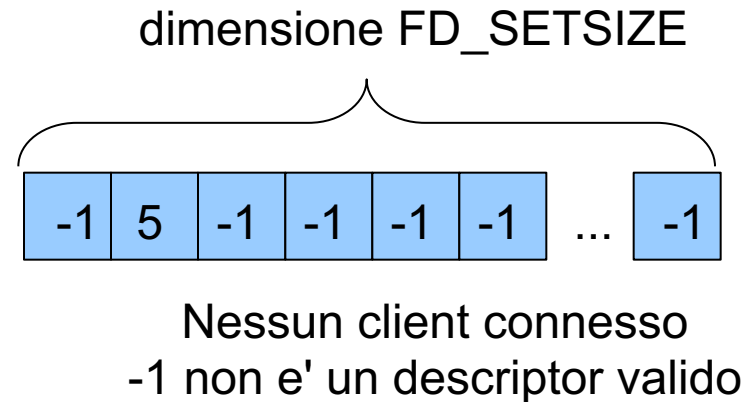 dimensione FD_SETSIZE
-1 5 -1 -1 -1 -1 ... -1
Nessun client connesso
-1 non e' un descriptor valido